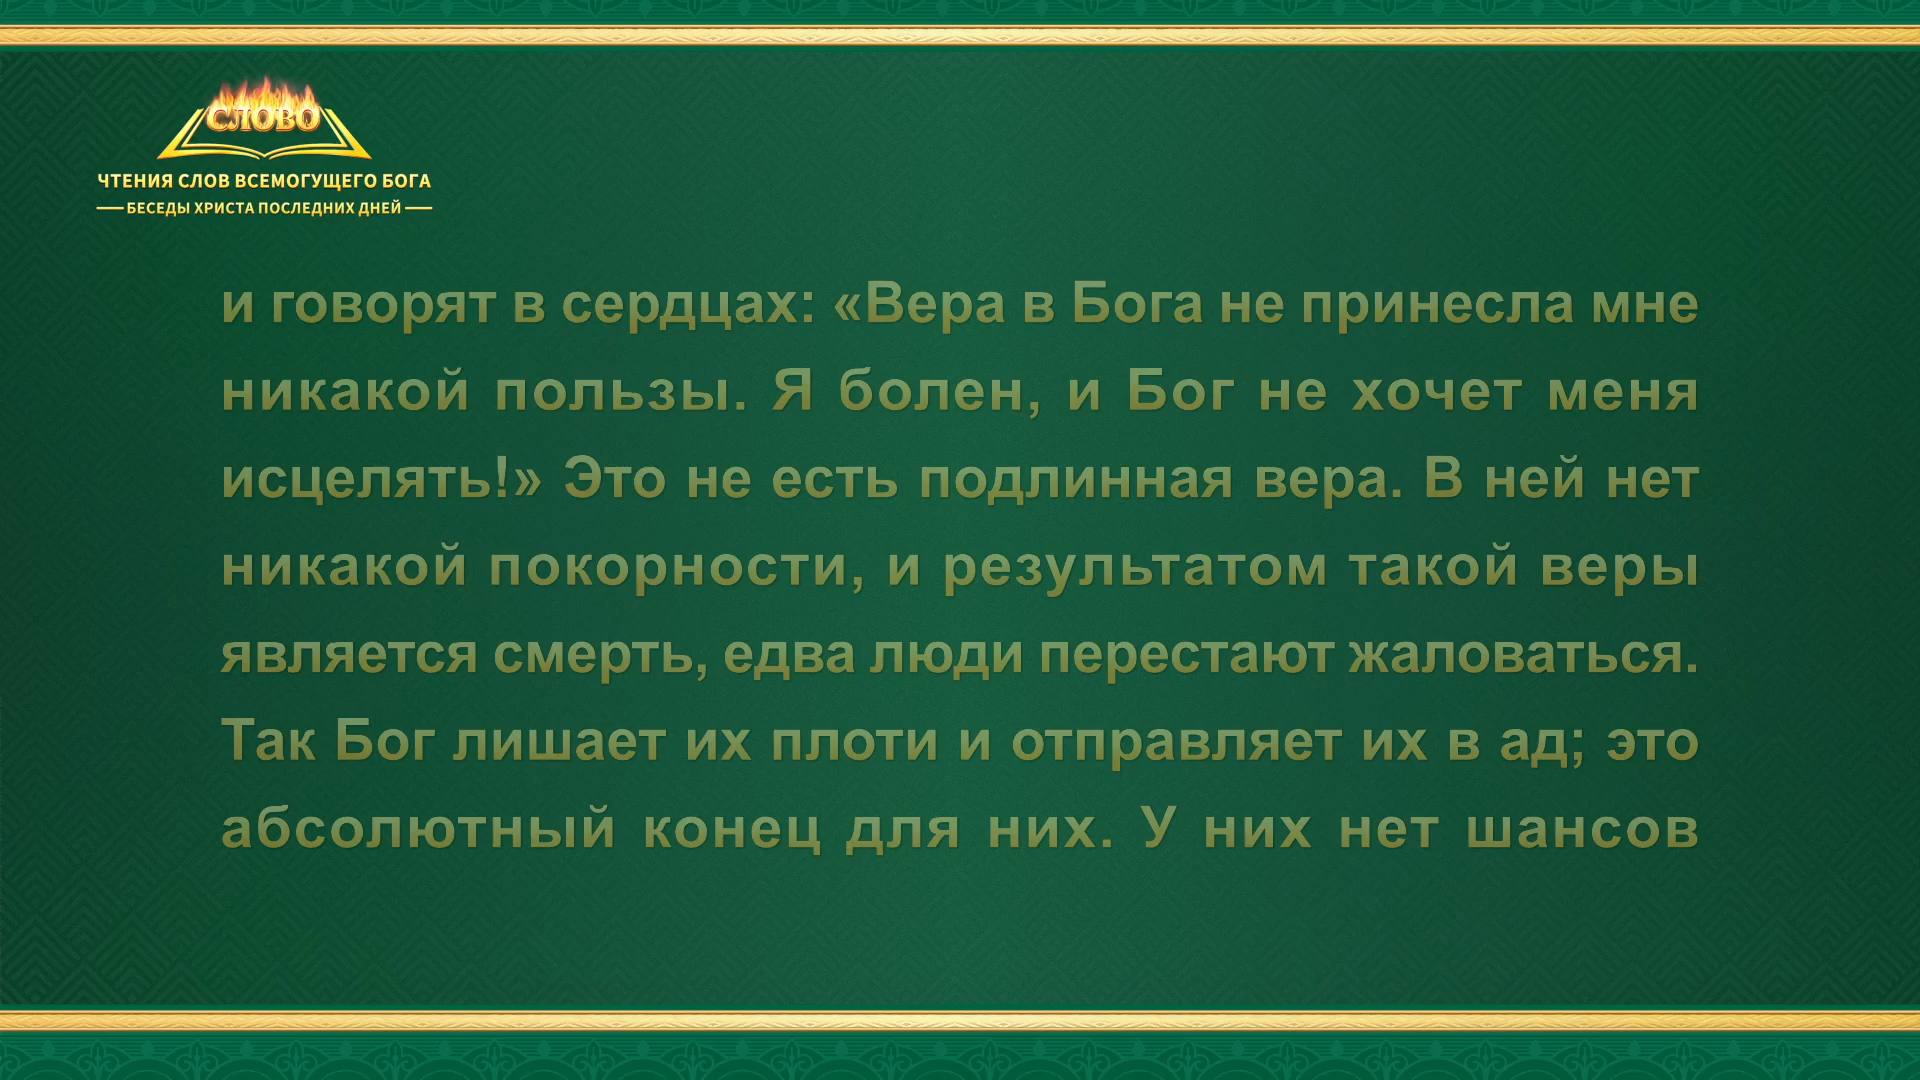 СЛОВО
ЧТЕНИЯ СЛОВ ВСЕМОГУЩЕГО БОГА
БЕСЕДЫ ХРИСТА ПОСЛЕДНИХ ДНЕЙ
и говорят в сердцах: «Вера в Бога не принесла мне
никакой пользы. Я болен, и Бог не хочет меня
исцелять!» Это не есть подлинная вера. В ней нет
никакой покорности, и результатом такой веры
является смерть, едва люди перестают жаловаться.
Так Бог лишает их плоти и отправляет их в ад; это
абсолютный конец для них. У них нет шансов